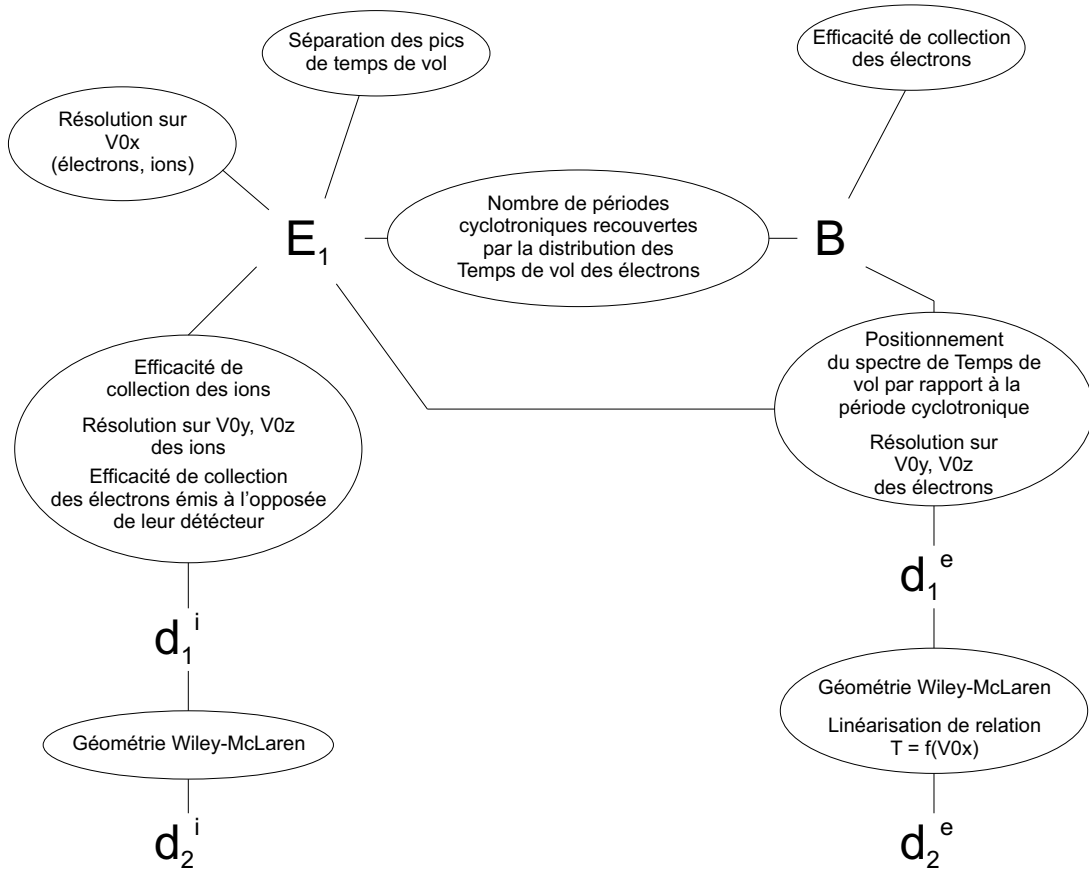 Séparation des pics
de temps de vol
Efficacité de collection
des électrons
Résolution sur
V0x
(électrons, ions)
E₁
Nombre de périodes
cyclotroniques recouvertes
par la distribution des
Temps de vol des électrons
B
Efficacité de
collection des ions
Résolution sur V0y, V0z
des ions
Efficacité de collection
des électrons émis à l'opposée
de leur détécteur
Positionnement
du spectre de Temps de
vol par rapport à la
période cyclotronique
Résolution sur
V0y, V0z
des électrons
d₁ⁱ
d₁ᵉ
Géométrie Wiley-McLaren
Géométrie Wiley-McLaren
Linéarisation de relation
T = f(V0x)
d₂ⁱ
d₂ᵉ